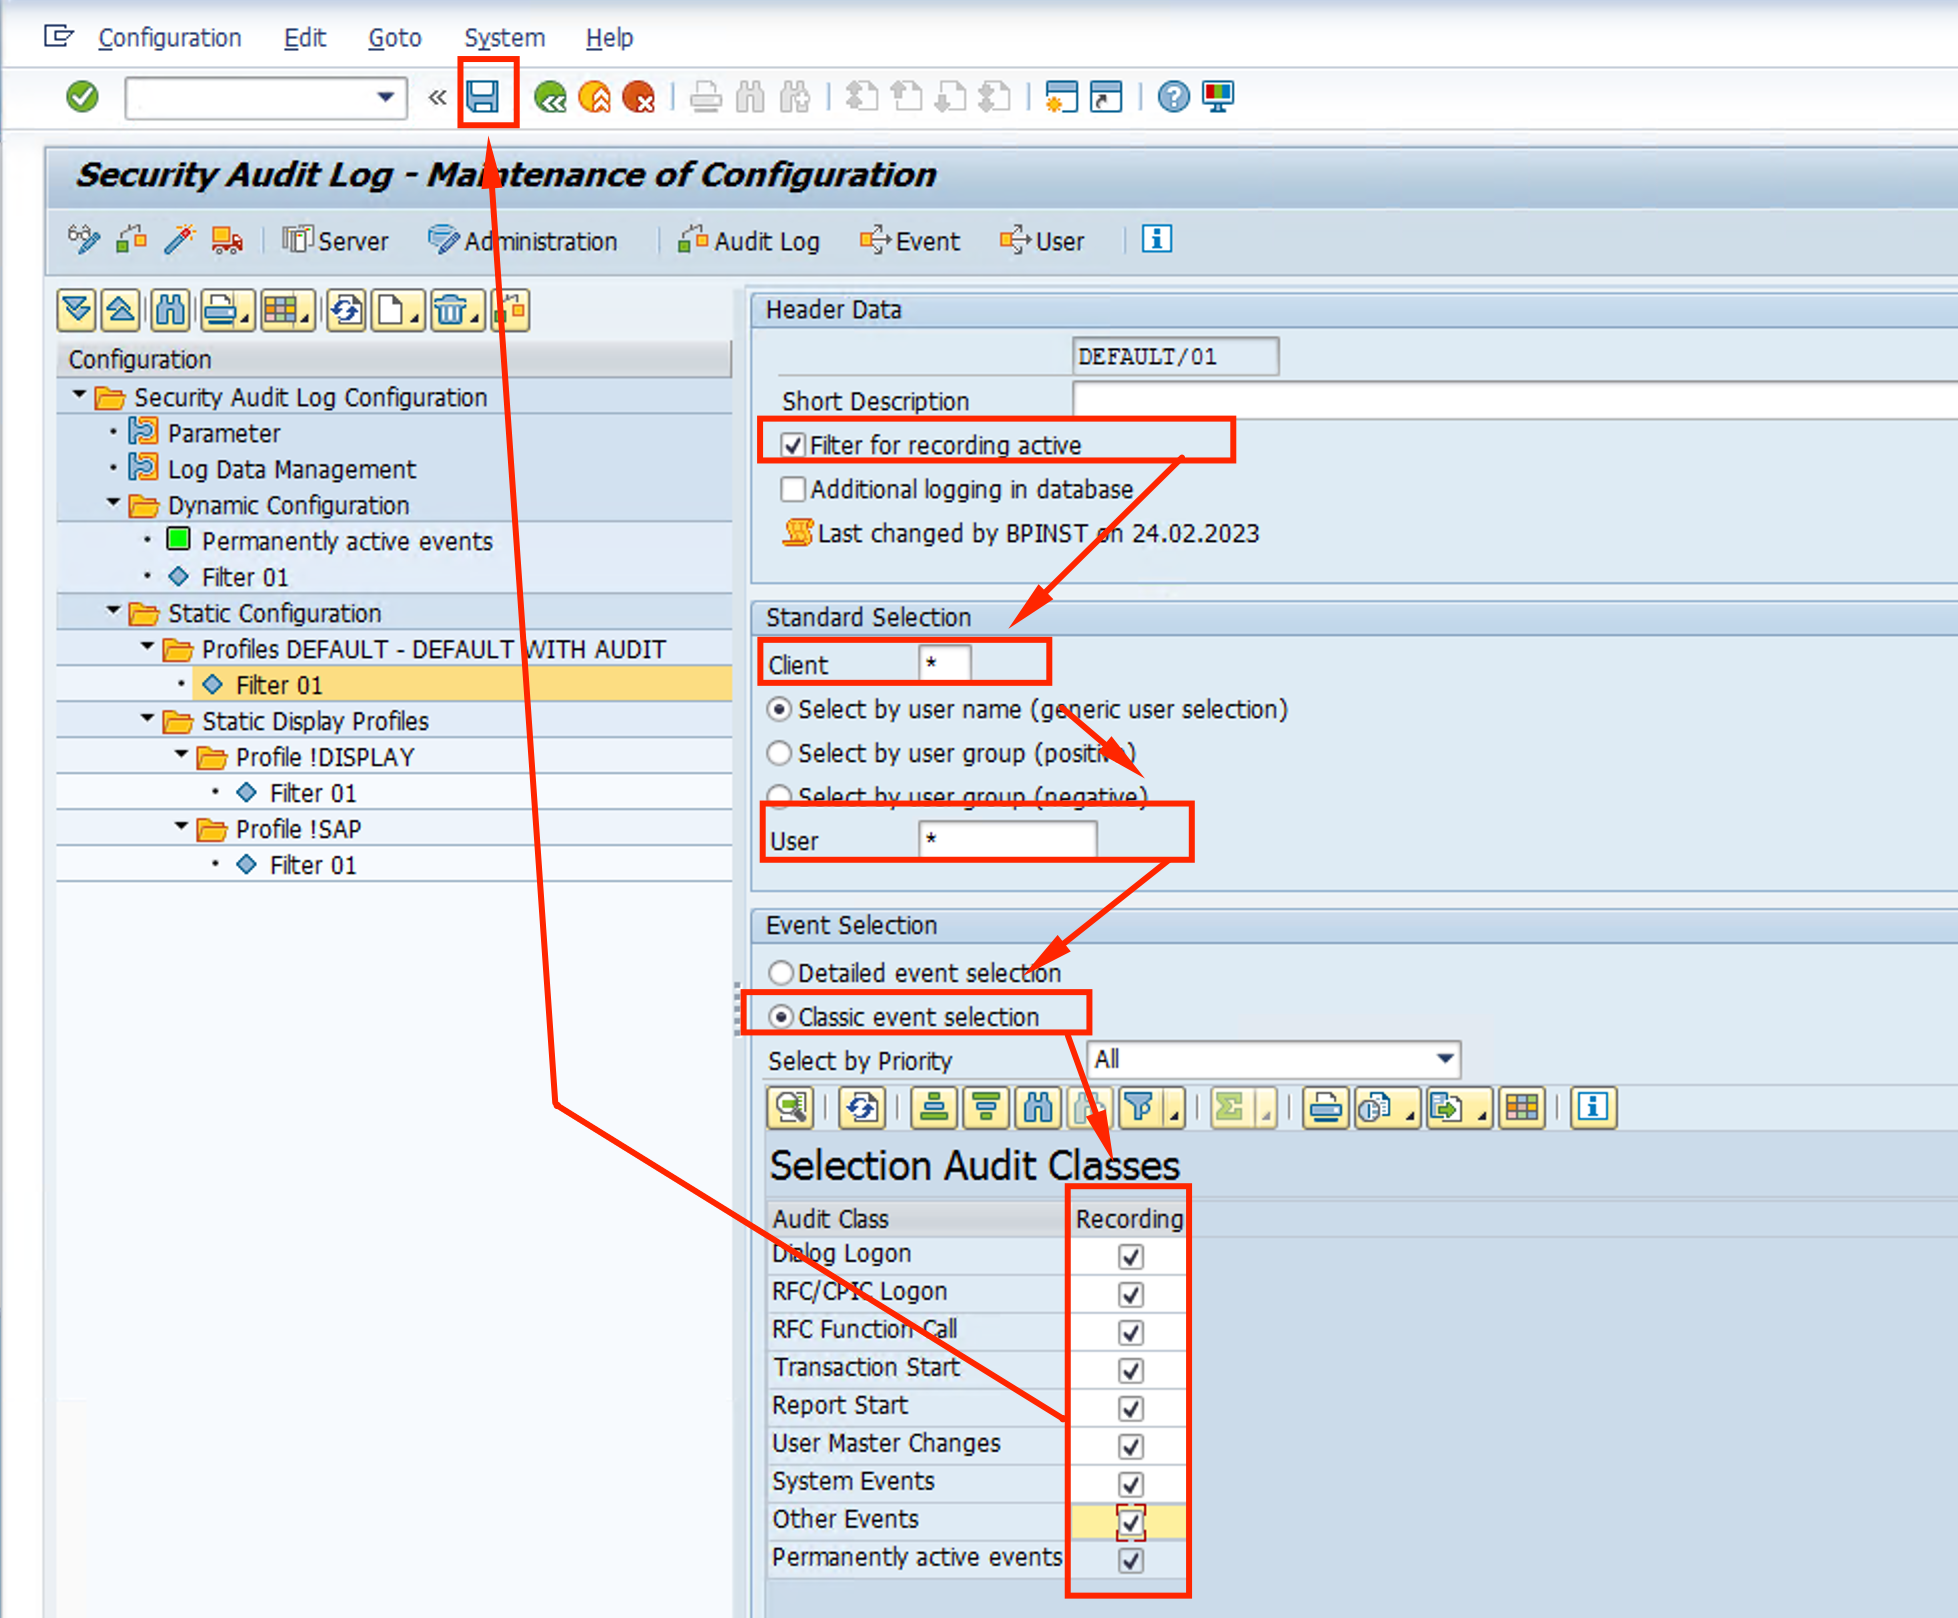 Configuration Edit Goto System Help
Security Audit Log - Maintenance of Configuration
Server Administration Audit Log Event User
Configuration
Security Audit Log Configuration
Parameter
Log Data Management
Dynamic Configuration
Permanently active events
Filter 01
Static Configuration
Profiles DEFAULT - DEFAULT WITH AUDIT
Filter 01
Static Display Profiles
Profile !DISPLAY
Filter 01
Profile !SAP
Filter 01
Header Data
DEFAULT/01
Short Description
Filter for recording active
Additional logging in database
Last changed by BPINST on 24.02.2023
Standard Selection
Client *
Select by user name (generic user selection)
Select by user group (positive)
Select by user group (negative)
User *
Event Selection
Detailed event selection
Classic event selection
Select by Priority All
Selection Audit Classes
Audit Class Recording
Dialog Logon
RFC/CPIC Logon
RFC Function Call
Transaction Start
Report Start
User Master Changes
System Events
Other Events
Permanently active events